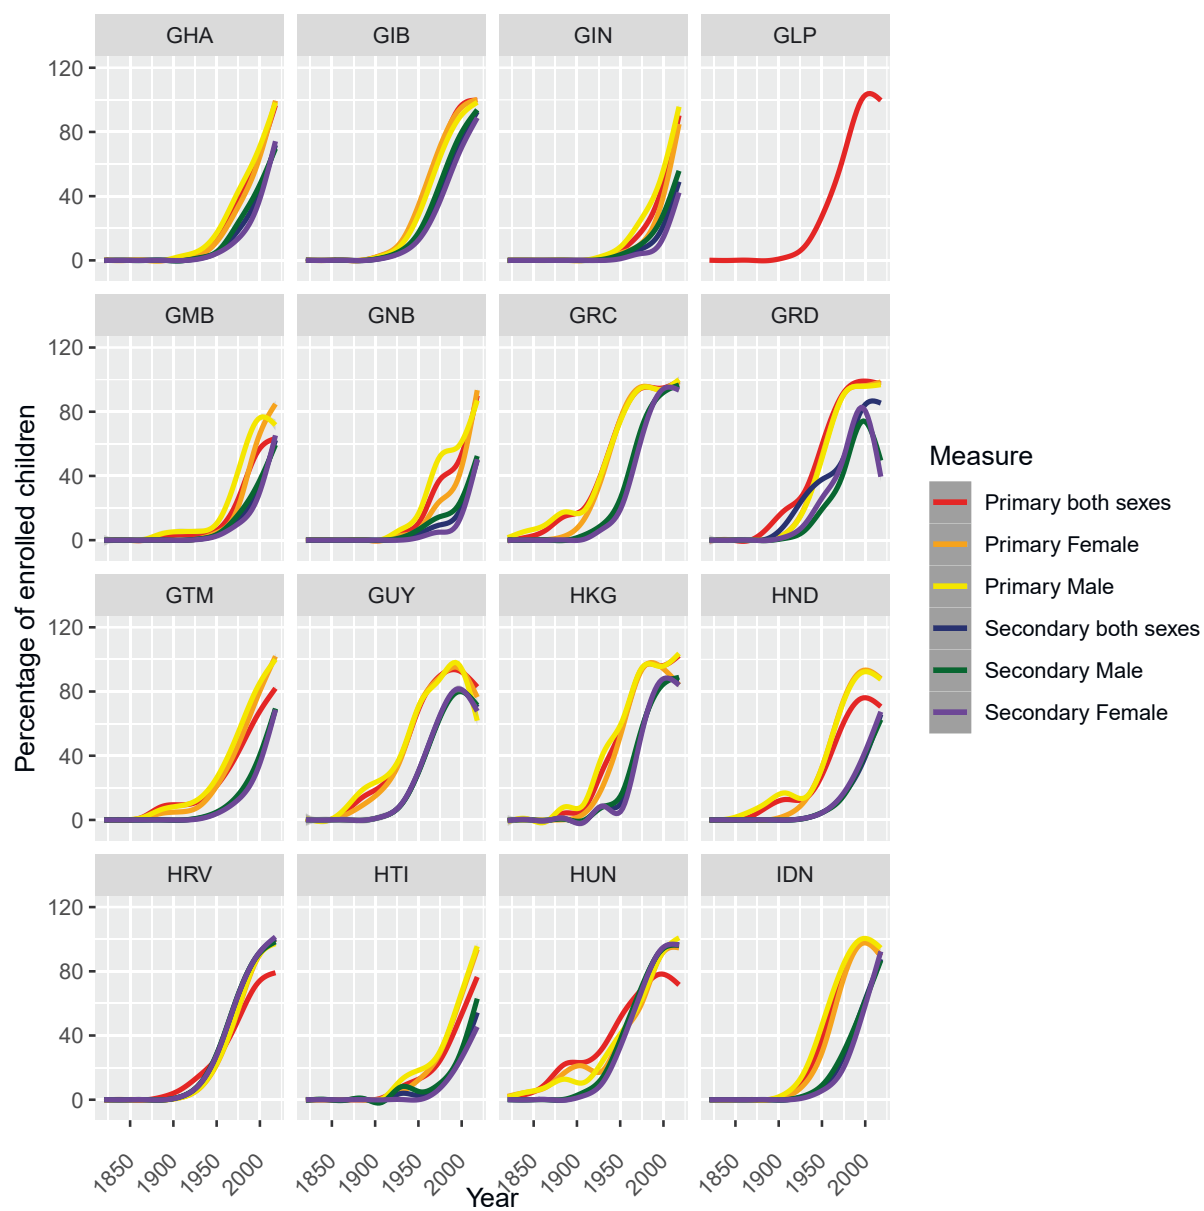 GHA GIB GIN GLP
120
80
40
0
GMB GNB GRC GRD
120
80
40
0
GTM GUY HKG HND
120
80
40
0
HRV HTI HUN IDN
120
80
40
0
1850 1900 1950 2000 1850 1900 1950 2000 1850 1900 1950 2000 1850 1900 1950 2000
Year
Percentage of enrolled children
Measure
Primary both sexes
Primary Female
Primary Male
Secondary both sexes
Secondary Male
Secondary Female